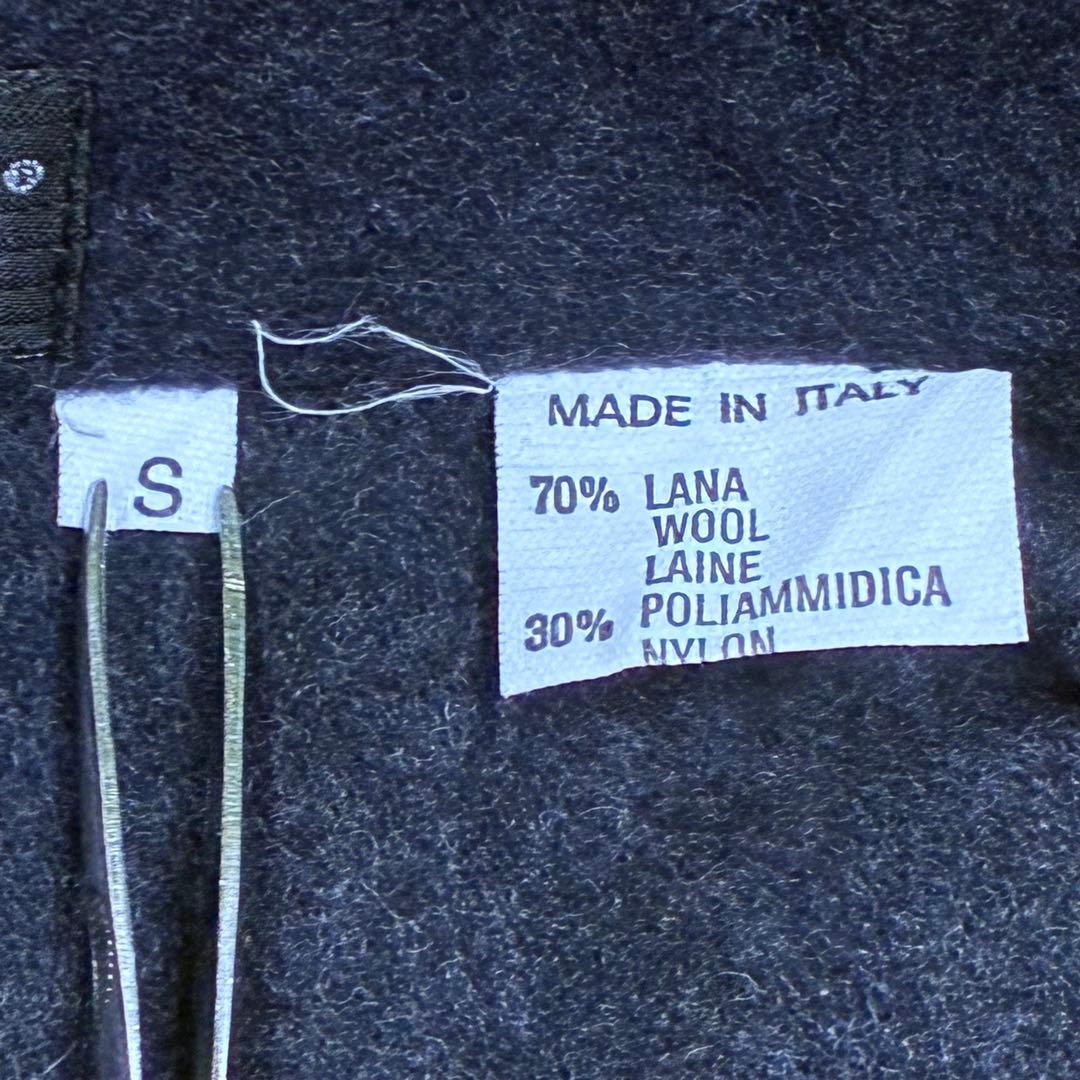 S
MADE IN ITALY
70% LANA
WOOL
LAINE
30% POLIAMMIDICA
NYLON